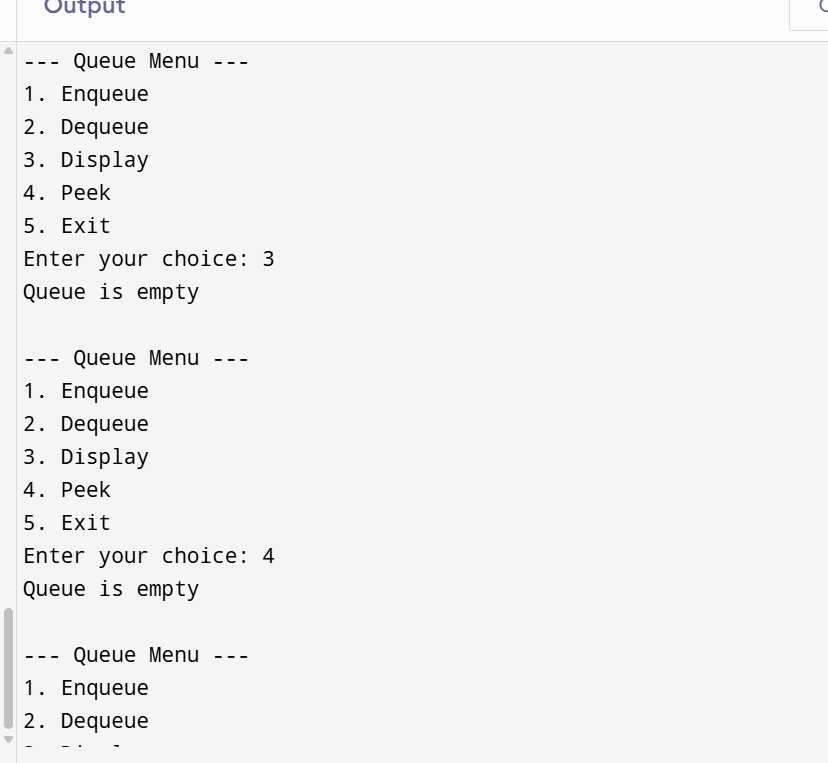 Output
--- Queue Menu ---
1. Enqueue
2. Dequeue
3. Display
4. Peek
5. Exit
Enter your choice: 3
Queue is empty
--- Queue Menu ---
1. Enqueue
2. Dequeue
3. Display
4. Peek
5. Exit
Enter your choice: 4
Queue is empty
--- Queue Menu ---
1. Enqueue
2. Dequeue